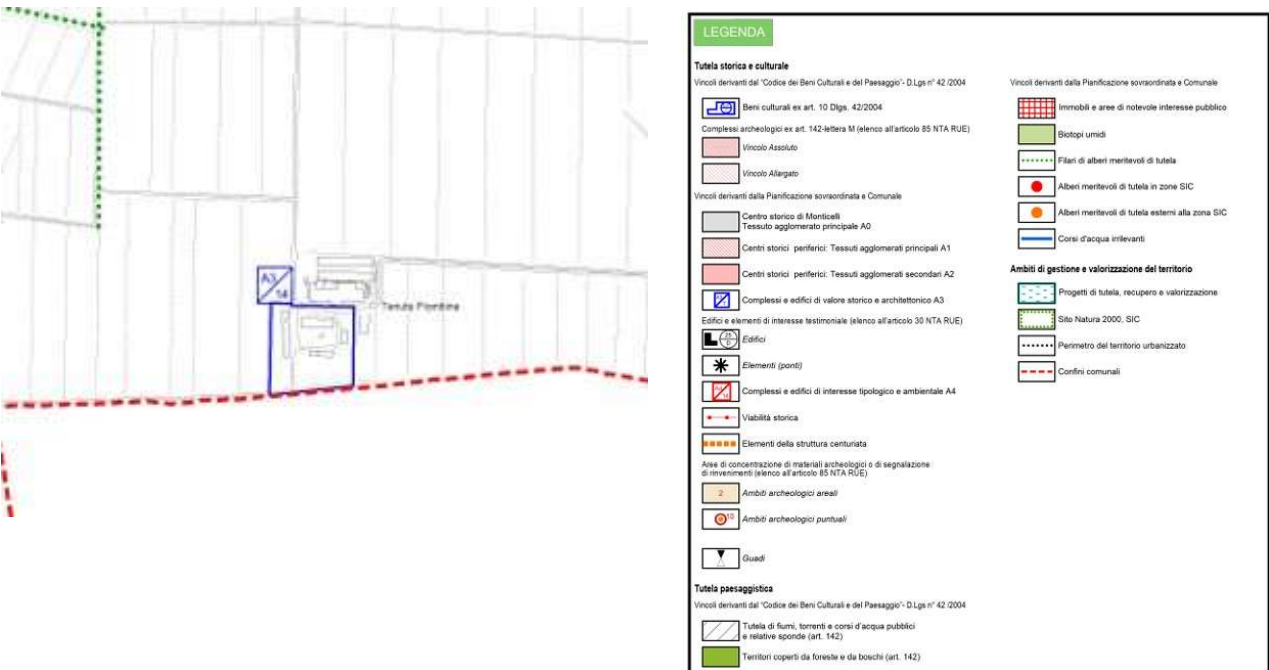 A3
14
Tenuta Fiorentina
LEGENDA
Tutela storica e culturale
Vincoli derivanti dal "Codice dei Beni Culturali e del Paesaggio"- D.Lgs n° 42 /2004
Beni culturali ex art. 10 Dlgs. 42/2004
Complessi archeologici ex art. 142-lettera M (elenco all'articolo 85 NTA RUE)
Vincolo Assoluto
Vincolo Allargato
Vincoli derivanti dalla Pianificazione sovraordinata e Comunale
Centro storico di Monticelli
Tessuto agglomerato principale A0
Centri storici periferici: Tessuti agglomerati principali A1
Centri storici periferici: Tessuti agglomerati secondari A2
Complessi e edifici di valore storico e architettonico A3
Edifici e elementi di interesse testimoniale (elenco all'articolo 30 NTA RUE)
Edifici
Elementi (ponti)
Complessi e edifici di interesse tipologico e ambientale A4
Viabilità storica
Elementi della struttura centuriata
Aree di concentrazione di materiali archeologici o di segnalazione
di rinvenimenti (elenco all'articolo 85 NTA RUE)
2
Ambiti archeologici areali
10
Ambiti archeologici puntuali
Guadi
Tutela paesaggistica
Vincoli derivanti dal "Codice dei Beni Culturali e del Paesaggio"- D.Lgs n° 42 /2004
Tutela di fiumi, torrenti e corsi d'acqua pubblici
e relative sponde (art. 142)
Territori coperti da foreste e da boschi (art. 142)
Vincoli derivanti dalla Pianificazione sovraordinata e Comunale
Immobili e aree di notevole interesse pubblico
Biotopi umidi
Filari di alberi meritevoli di tutela
Alberi meritevoli di tutela in zone SIC
Alberi meritevoli di tutela esterni alla zona SIC
Corsi d'acqua irrilevanti
Ambiti di gestione e valorizzazione del territorio
Progetti di tutela, recupero e valorizzazione
Sito Natura 2000, SIC
Perimetro del territorio urbanizzato
Confini comunali